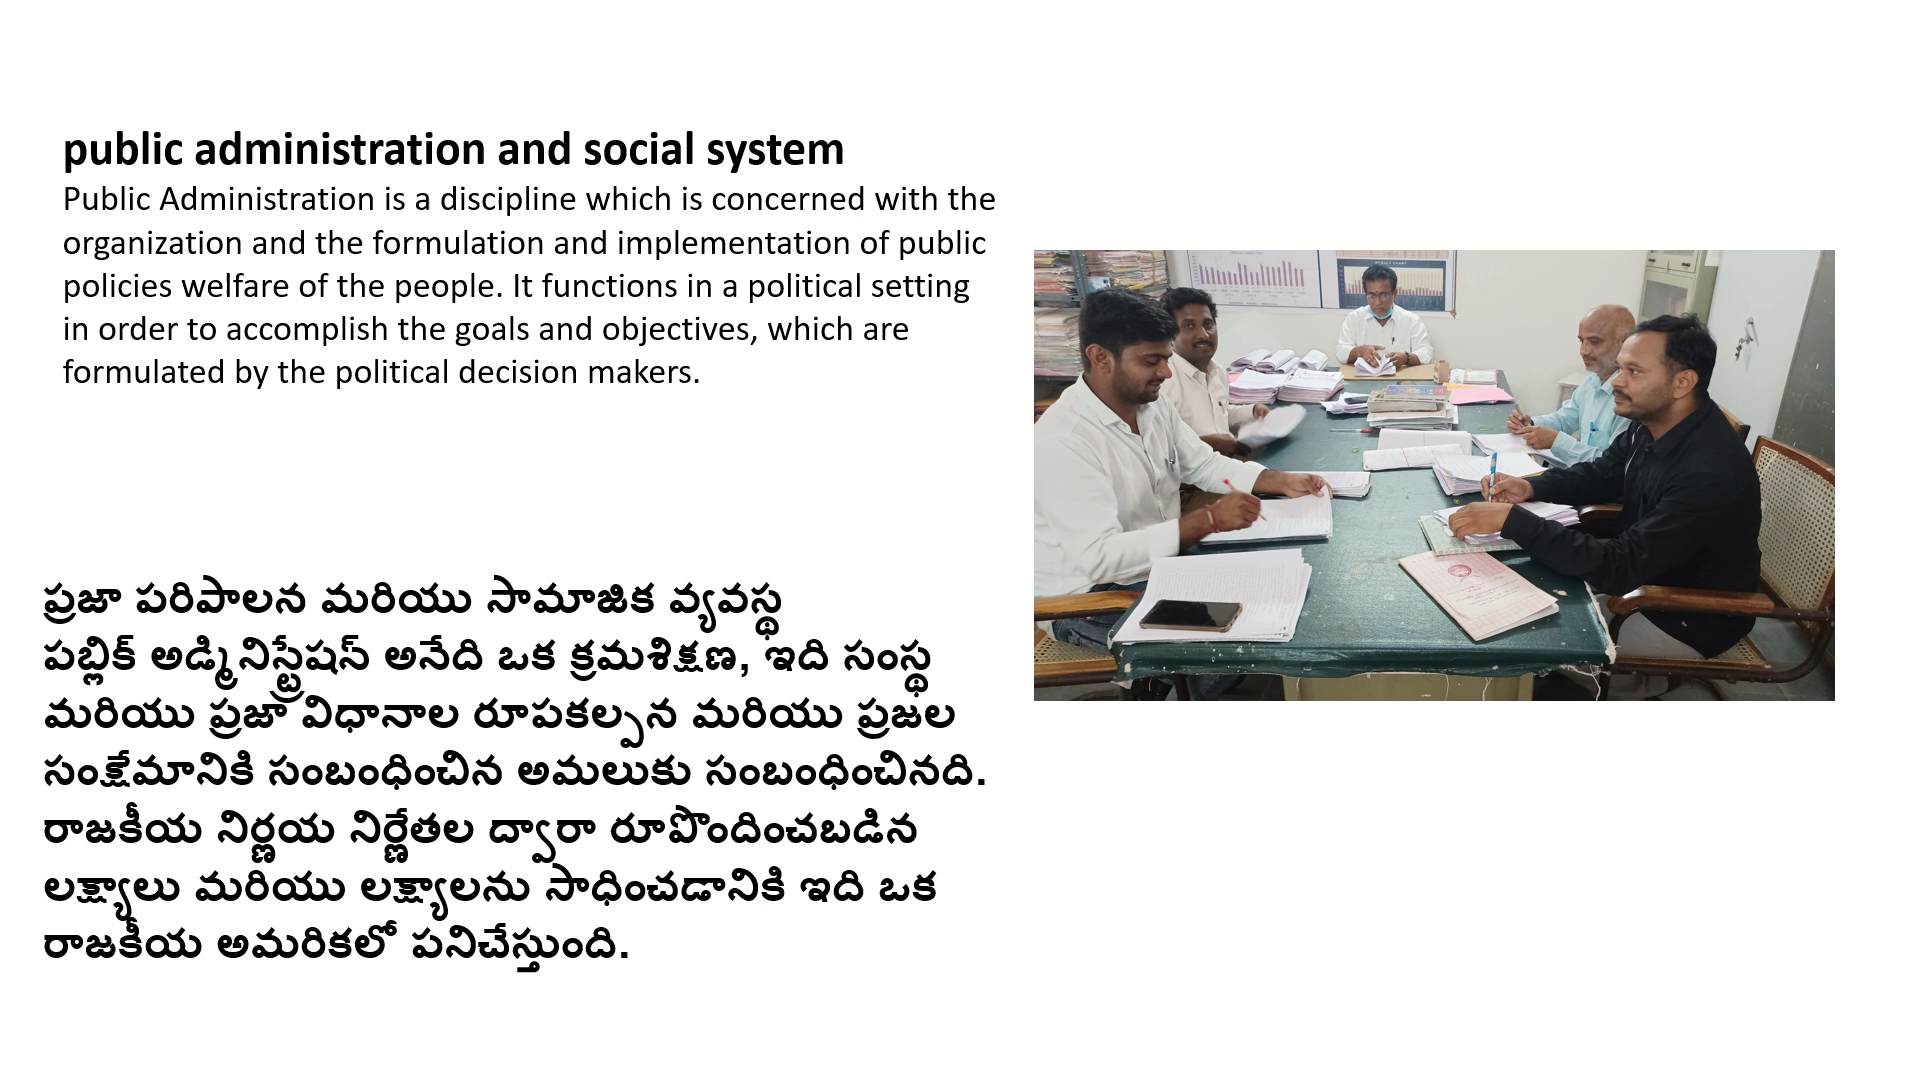 public administration and social system
Public Administration is a discipline which is concerned with the
organization and the formulation and implementation of public
policies welfare of the people. It functions in a political setting
in order to accomplish the goals and objectives, which are
formulated by the political decision makers.
ప్రజా పరిపాలన మరియు సామాజిక వ్యవస్థ
పబ్లిక్ అడ్మినిస్ట్రేషన్ అనేది ఒక క్రమశిక్షణ, ఇది సంస్థ
మరియు ప్రజా విధానాల రూపకల్పన మరియు ప్రజల
సంక్షేమానికి సంబంధించిన అమలుకు సంబంధించినది.
రాజకీయ నిర్ణయ నిర్ణేతల ద్వారా రూపొందించబడిన
లక్ష్యాలు మరియు లక్ష్యాలను సాధించడానికి ఇది ఒక
రాజకీయ అమరికలో పనిచేస్తుంది.